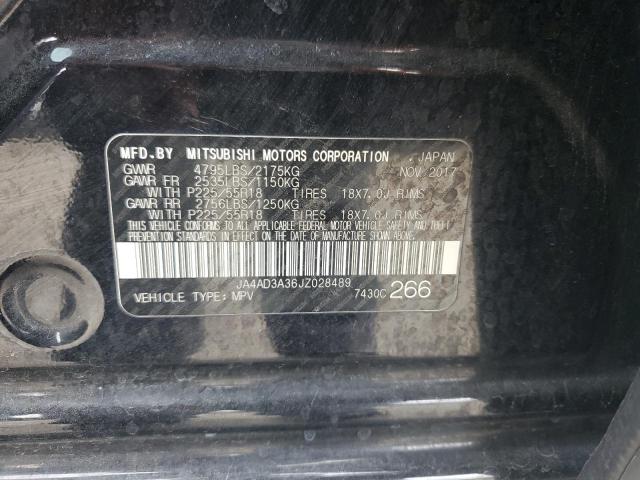 MFD.BY MITSUBISHI MOTORS CORPORATION JAPAN
GVWR 4795LBS/2175KG NOV 2017
GAWR FR 2535LBS/1150KG
WITH P225/55R18 TIRES 18X7.0J RIMS
GAWR RR 2756LBS/1250KG
WITH P225/55R18 TIRES 18X7.0J RIMS
THIS VEHICLE CONFORMS TO ALL APPLICABLE FEDERAL MOTOR VEHICLE SAFETY AND THEFT
PREVENTION STANDARDS IN EFFECT ON THE DATE OF MANUFACTURE SHOWN ABOVE.
JA4AD3A36JZ028489
VEHICLE TYPE: MPV 7430C 266